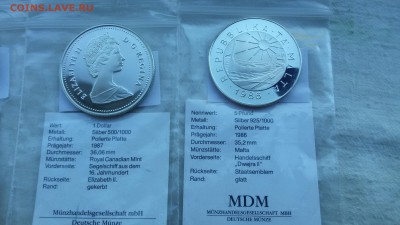 COINS.LAV.RU
ELIZABETH II D·G·REGINA
REPUBBLIKA TA' MALTA
1986
Wert: 1 Dollar
Metall: Silber 500/1000
Erhaltung: Polierte Platte
Prägejahr: 1987
Durchmesser: 36,06 mm
Münzstätte: Royal Canadian Mint
Vorderseite: Segelschiff aus dem
16. Jahrhundert
Rückseite: Elizabeth II.
Rand: gekerbt
Münzhandelsgesellschaft mbH
Deutsche Münze
Nennwert: 5 Pfund
Metall: Silber 925/1000
Erhaltung: Polierte Platte
Prägejahr: 1986
Durchmesser: 35,2 mm
Münzstätte: Malta
Vorderseite: Handelsschiff
„Dwejra II“
Rückseite: Staatsemblem
Rand: glatt
MDM
MÜNZHANDELSGESELLSCHAFT MBH
DEUTSCHE MÜNZE